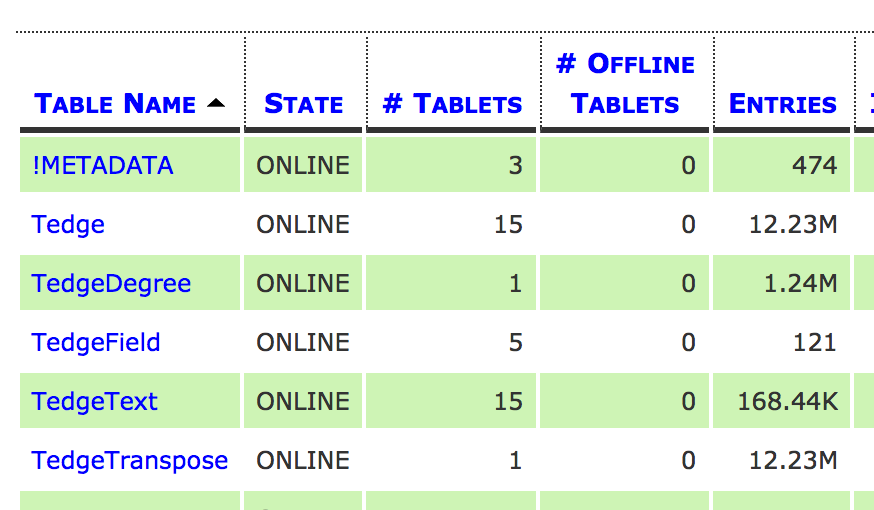 TABLE NAME STATE # TABLETS # OFFLINE TABLETS ENTRIES
!METADATA ONLINE 3 0 474
Tedge ONLINE 15 0 12.23M
TedgeDegree ONLINE 1 0 1.24M
TedgeField ONLINE 5 0 121
TedgeText ONLINE 15 0 168.44K
TedgeTranspose ONLINE 1 0 12.23M